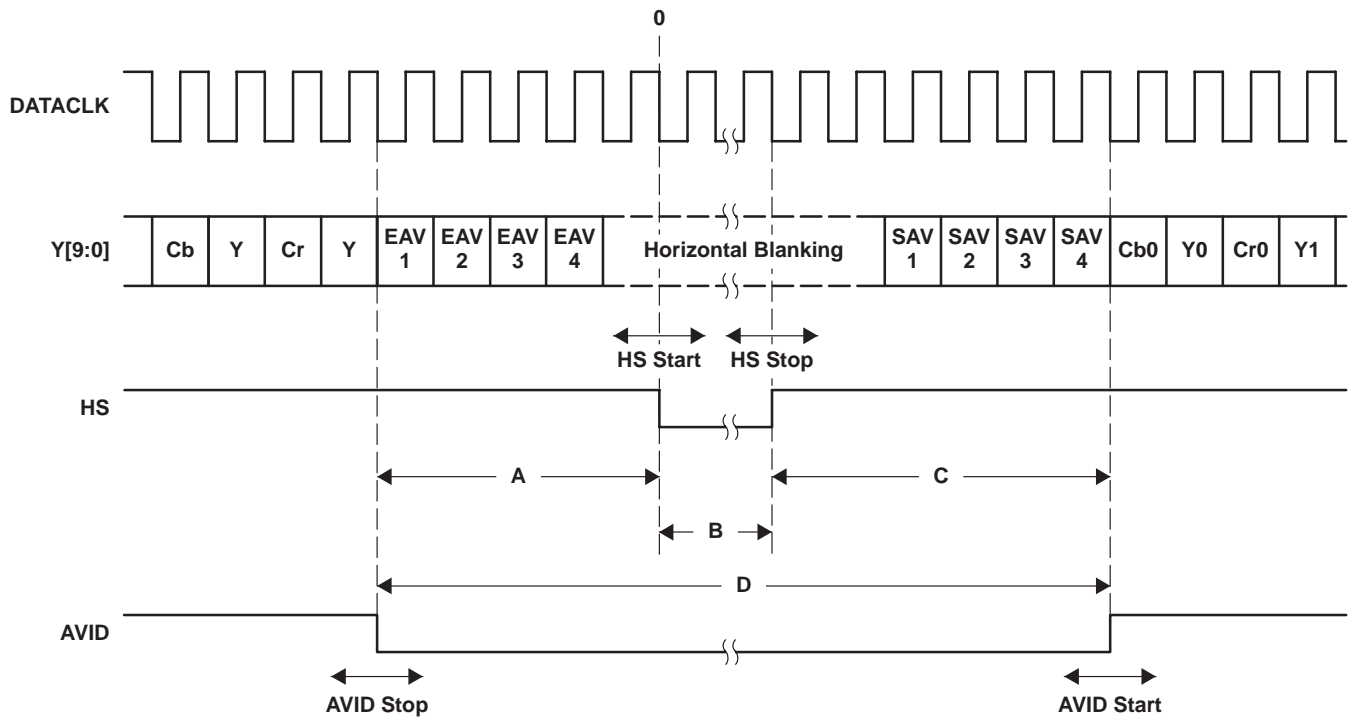 0
DATACLK
Y[9:0]
Cb Y Cr Y EAV 1 EAV 2 EAV 3 EAV 4 Horizontal Blanking SAV 1 SAV 2 SAV 3 SAV 4 Cb0 Y0 Cr0 Y1
HS Start HS Stop
HS
A C
B
D
AVID
AVID Stop AVID Start